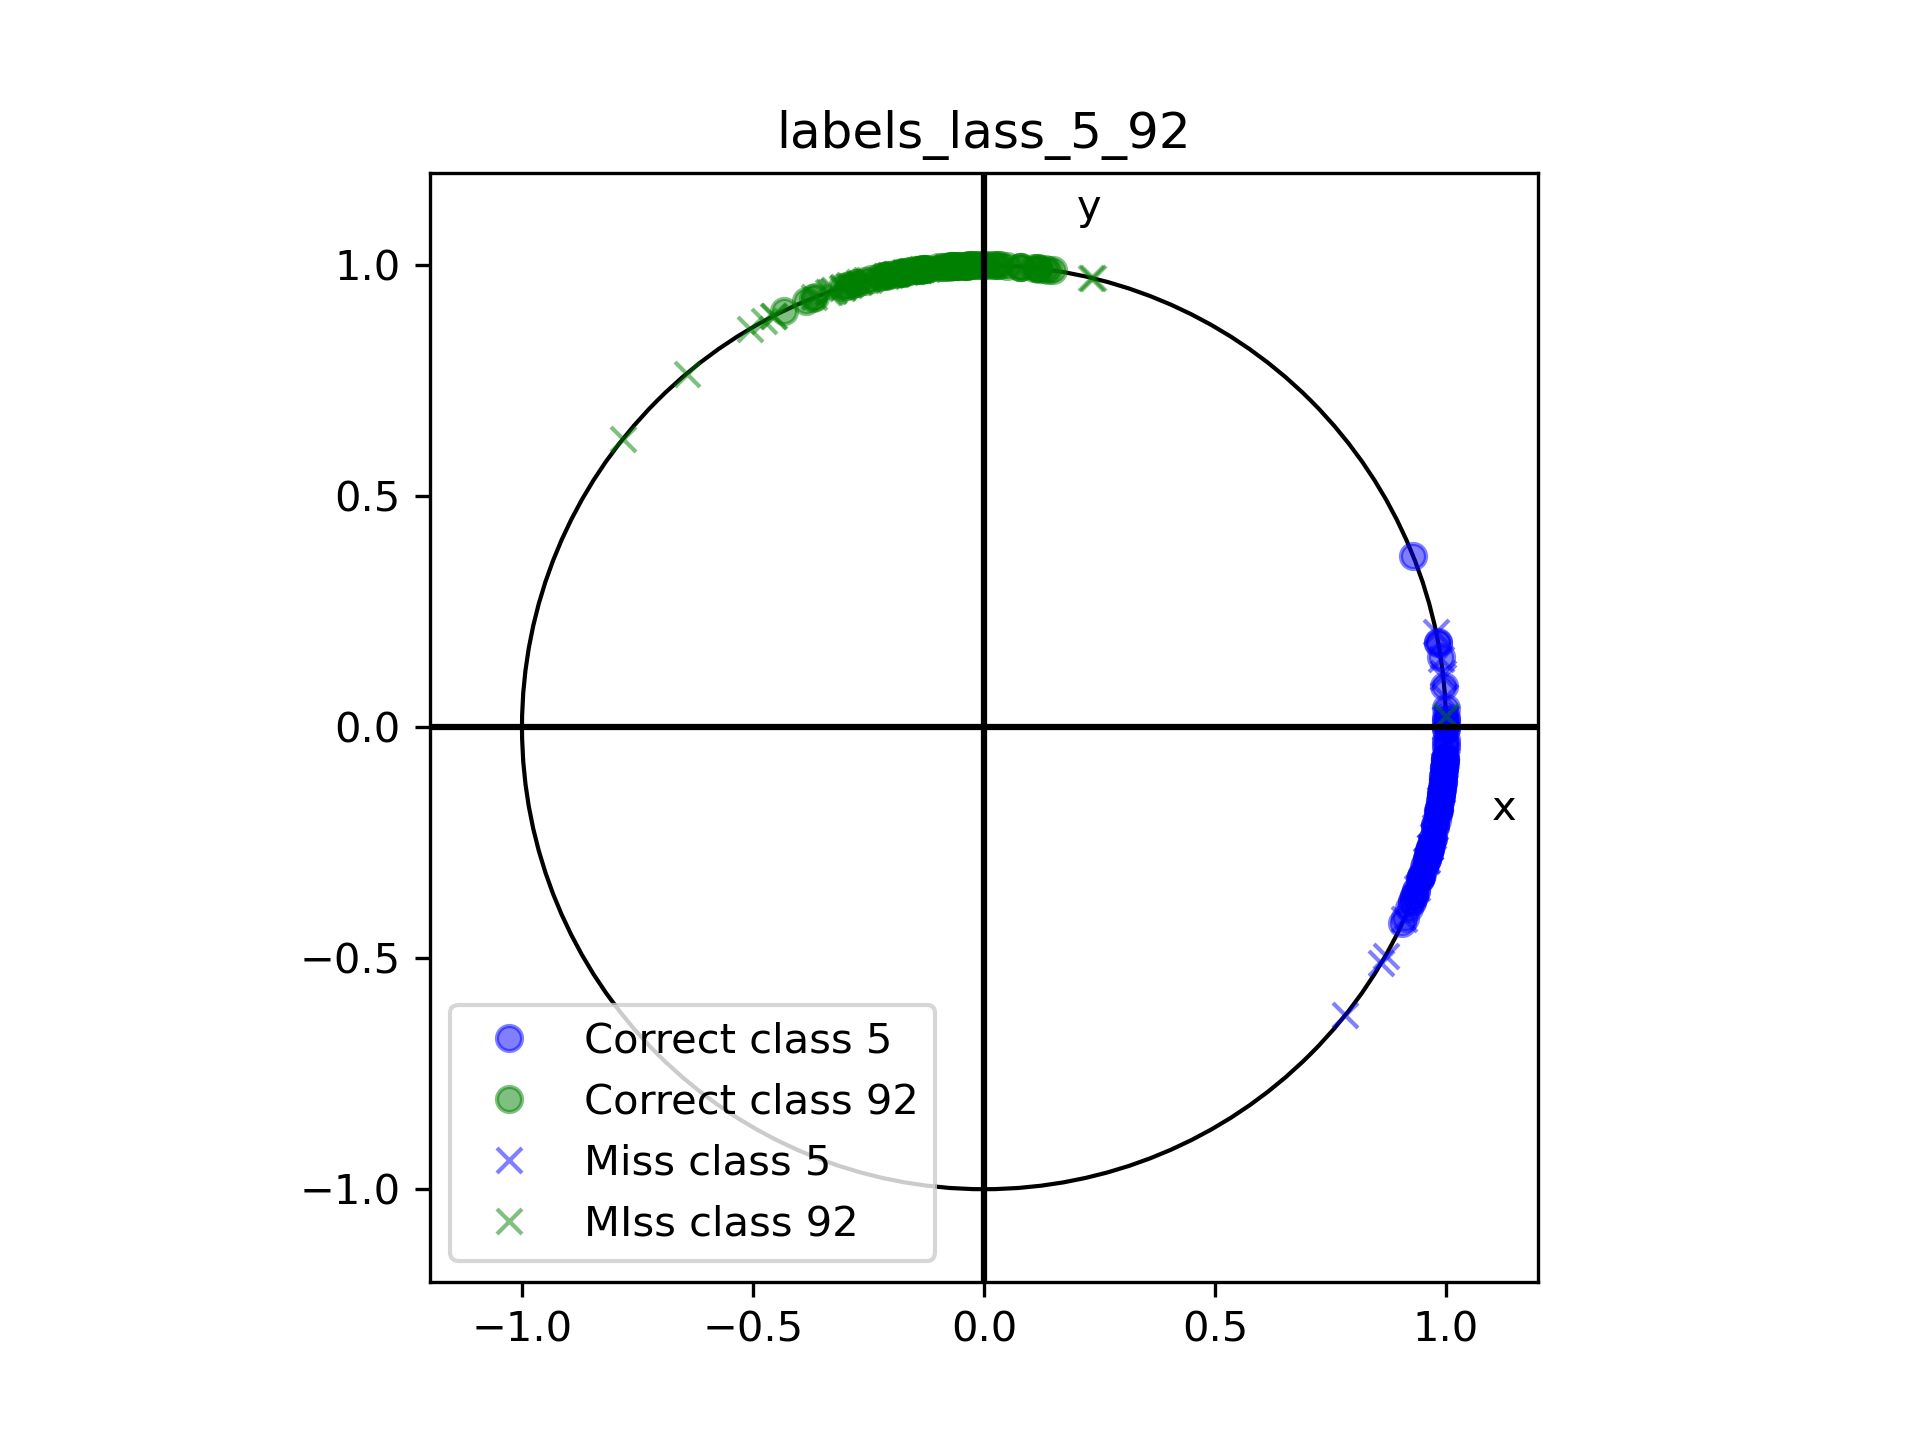 labels_lass_5_92
y
1.0
0.5
0.0
x
−0.5
−1.0
Correct class 5
Correct class 92
Miss class 5
MIss class 92
−1.0 −0.5 0.0 0.5 1.0